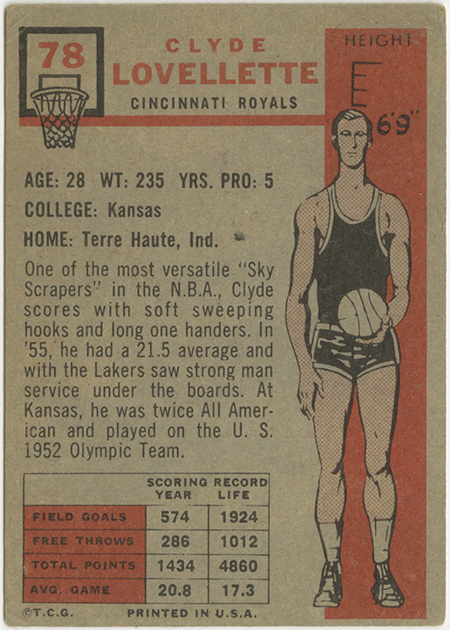 78
CLYDE
LOVELLETTE
CINCINNATI ROYALS
HEIGHT
6'9"
AGE: 28 WT: 235 YRS. PRO: 5
COLLEGE: Kansas
HOME: Terre Haute, Ind.
One of the most versatile "Sky
Scrapers" in the N.B.A., Clyde
scores with soft sweeping
hooks and long one handers. In
'55, he had a 21.5 average and
with the Lakers saw strong man
service under the boards. At
Kansas, he was twice All Amer-
ican and played on the U. S.
1952 Olympic Team.
SCORING RECORD
YEAR LIFE
FIELD GOALS 574 1924
FREE THROWS 286 1012
TOTAL POINTS 1434 4860
AVG. GAME 20.8 17.3
©T.C.G. PRINTED IN U.S.A.